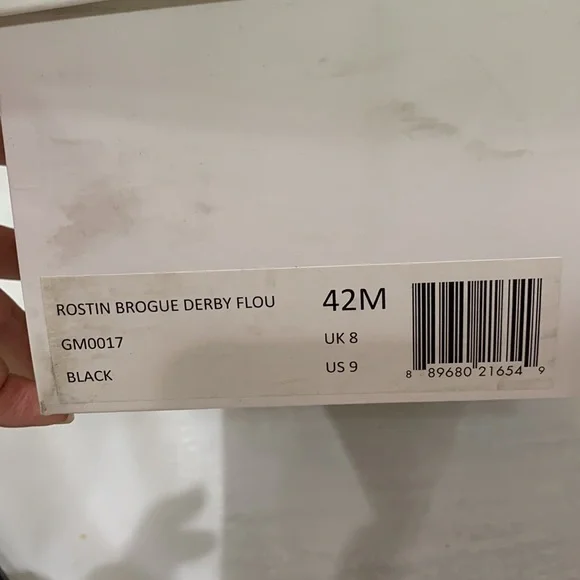 ROSTIN BROGUE DERBY FLOU 42M
GM0017 UK 8
BLACK US 9
8 89680 21654 9